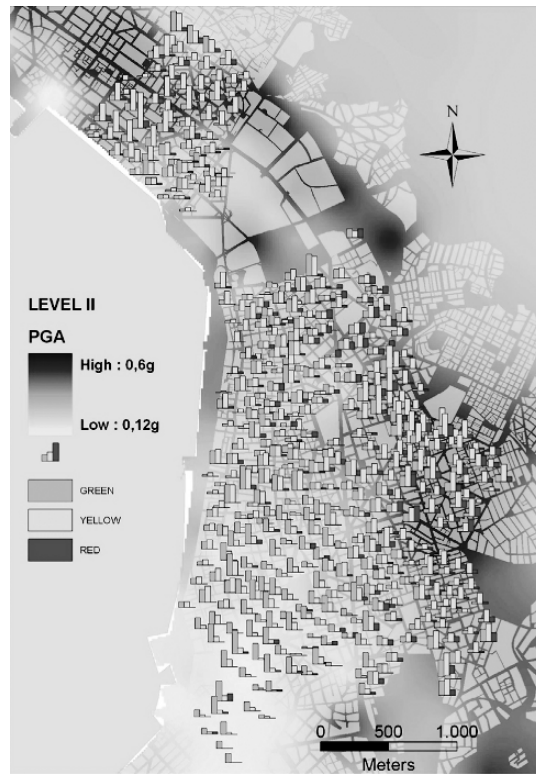 N
LEVEL II
PGA
High : 0,6g
Low : 0,12g
GREEN
YELLOW
RED
0 500 1.000
Meters